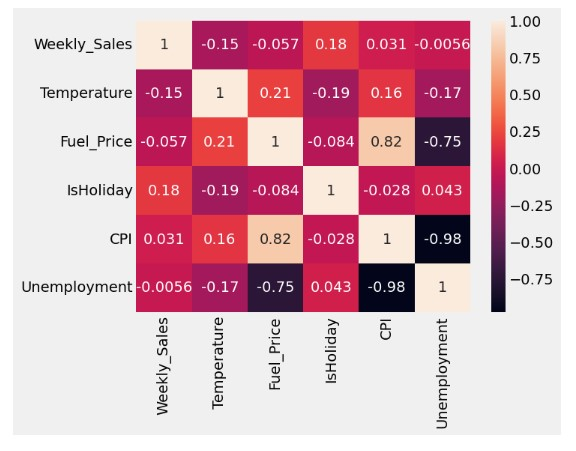 Weekly_Sales 1 -0.15 -0.057 0.18 0.031 -0.0056
Temperature -0.15 1 0.21 -0.19 0.16 -0.17
Fuel_Price -0.057 0.21 1 -0.084 0.82 -0.75
IsHoliday 0.18 -0.19 -0.084 1 -0.028 0.043
CPI 0.031 0.16 0.82 -0.028 1 -0.98
Unemployment -0.0056 -0.17 -0.75 0.043 -0.98 1
Weekly_Sales
Temperature
Fuel_Price
IsHoliday
CPI
Unemployment
1.00
0.75
0.50
0.25
0.00
−0.25
−0.50
−0.75